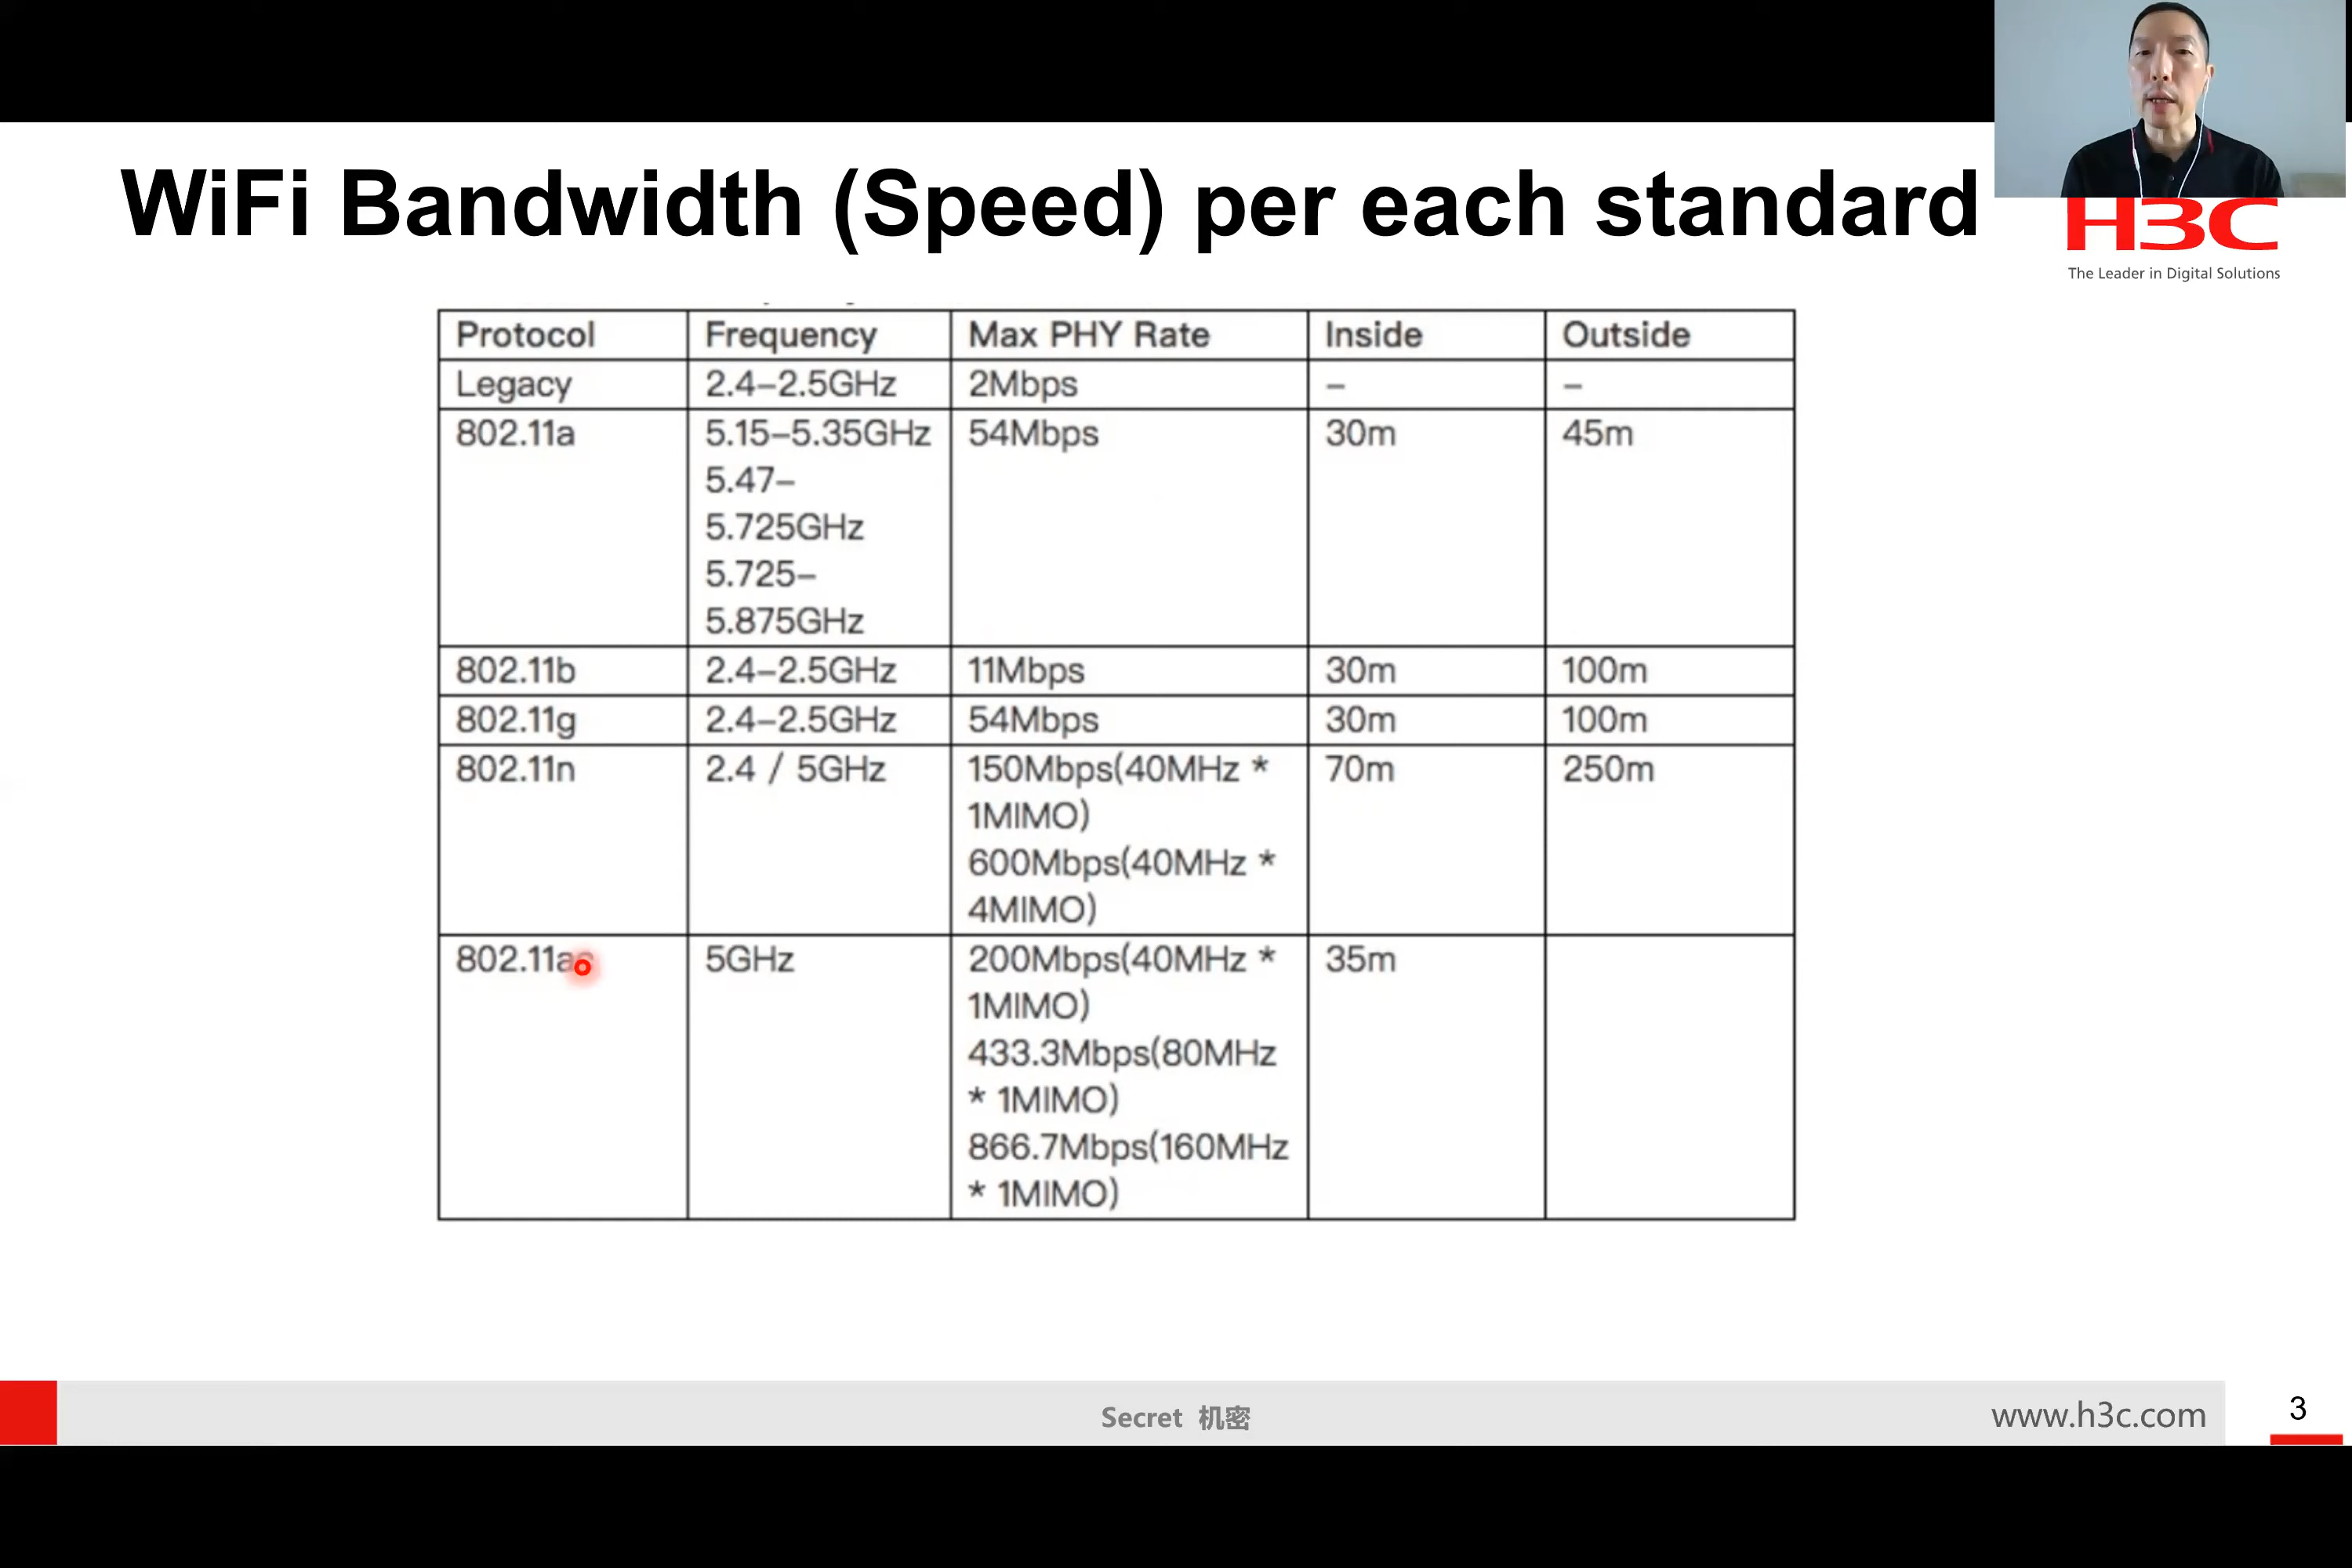 WiFi Bandwidth (Speed) per each standard
H3C
The Leader in Digital Solutions
Protocol Frequency Max PHY Rate Inside Outside
Legacy 2.4–2.5GHz 2Mbps – –
802.11a 5.15–5.35GHz 54Mbps 30m 45m
5.47–
5.725GHz
5.725–
5.875GHz
802.11b 2.4–2.5GHz 11Mbps 30m 100m
802.11g 2.4–2.5GHz 54Mbps 30m 100m
802.11n 2.4 / 5GHz 150Mbps(40MHz * 70m 250m
1MIMO)
600Mbps(40MHz *
4MIMO)
802.11ac 5GHz 200Mbps(40MHz * 35m
1MIMO)
433.3Mbps(80MHz
* 1MIMO)
866.7Mbps(160MHz
* 1MIMO)
Secret 机密
www.h3c.com
3